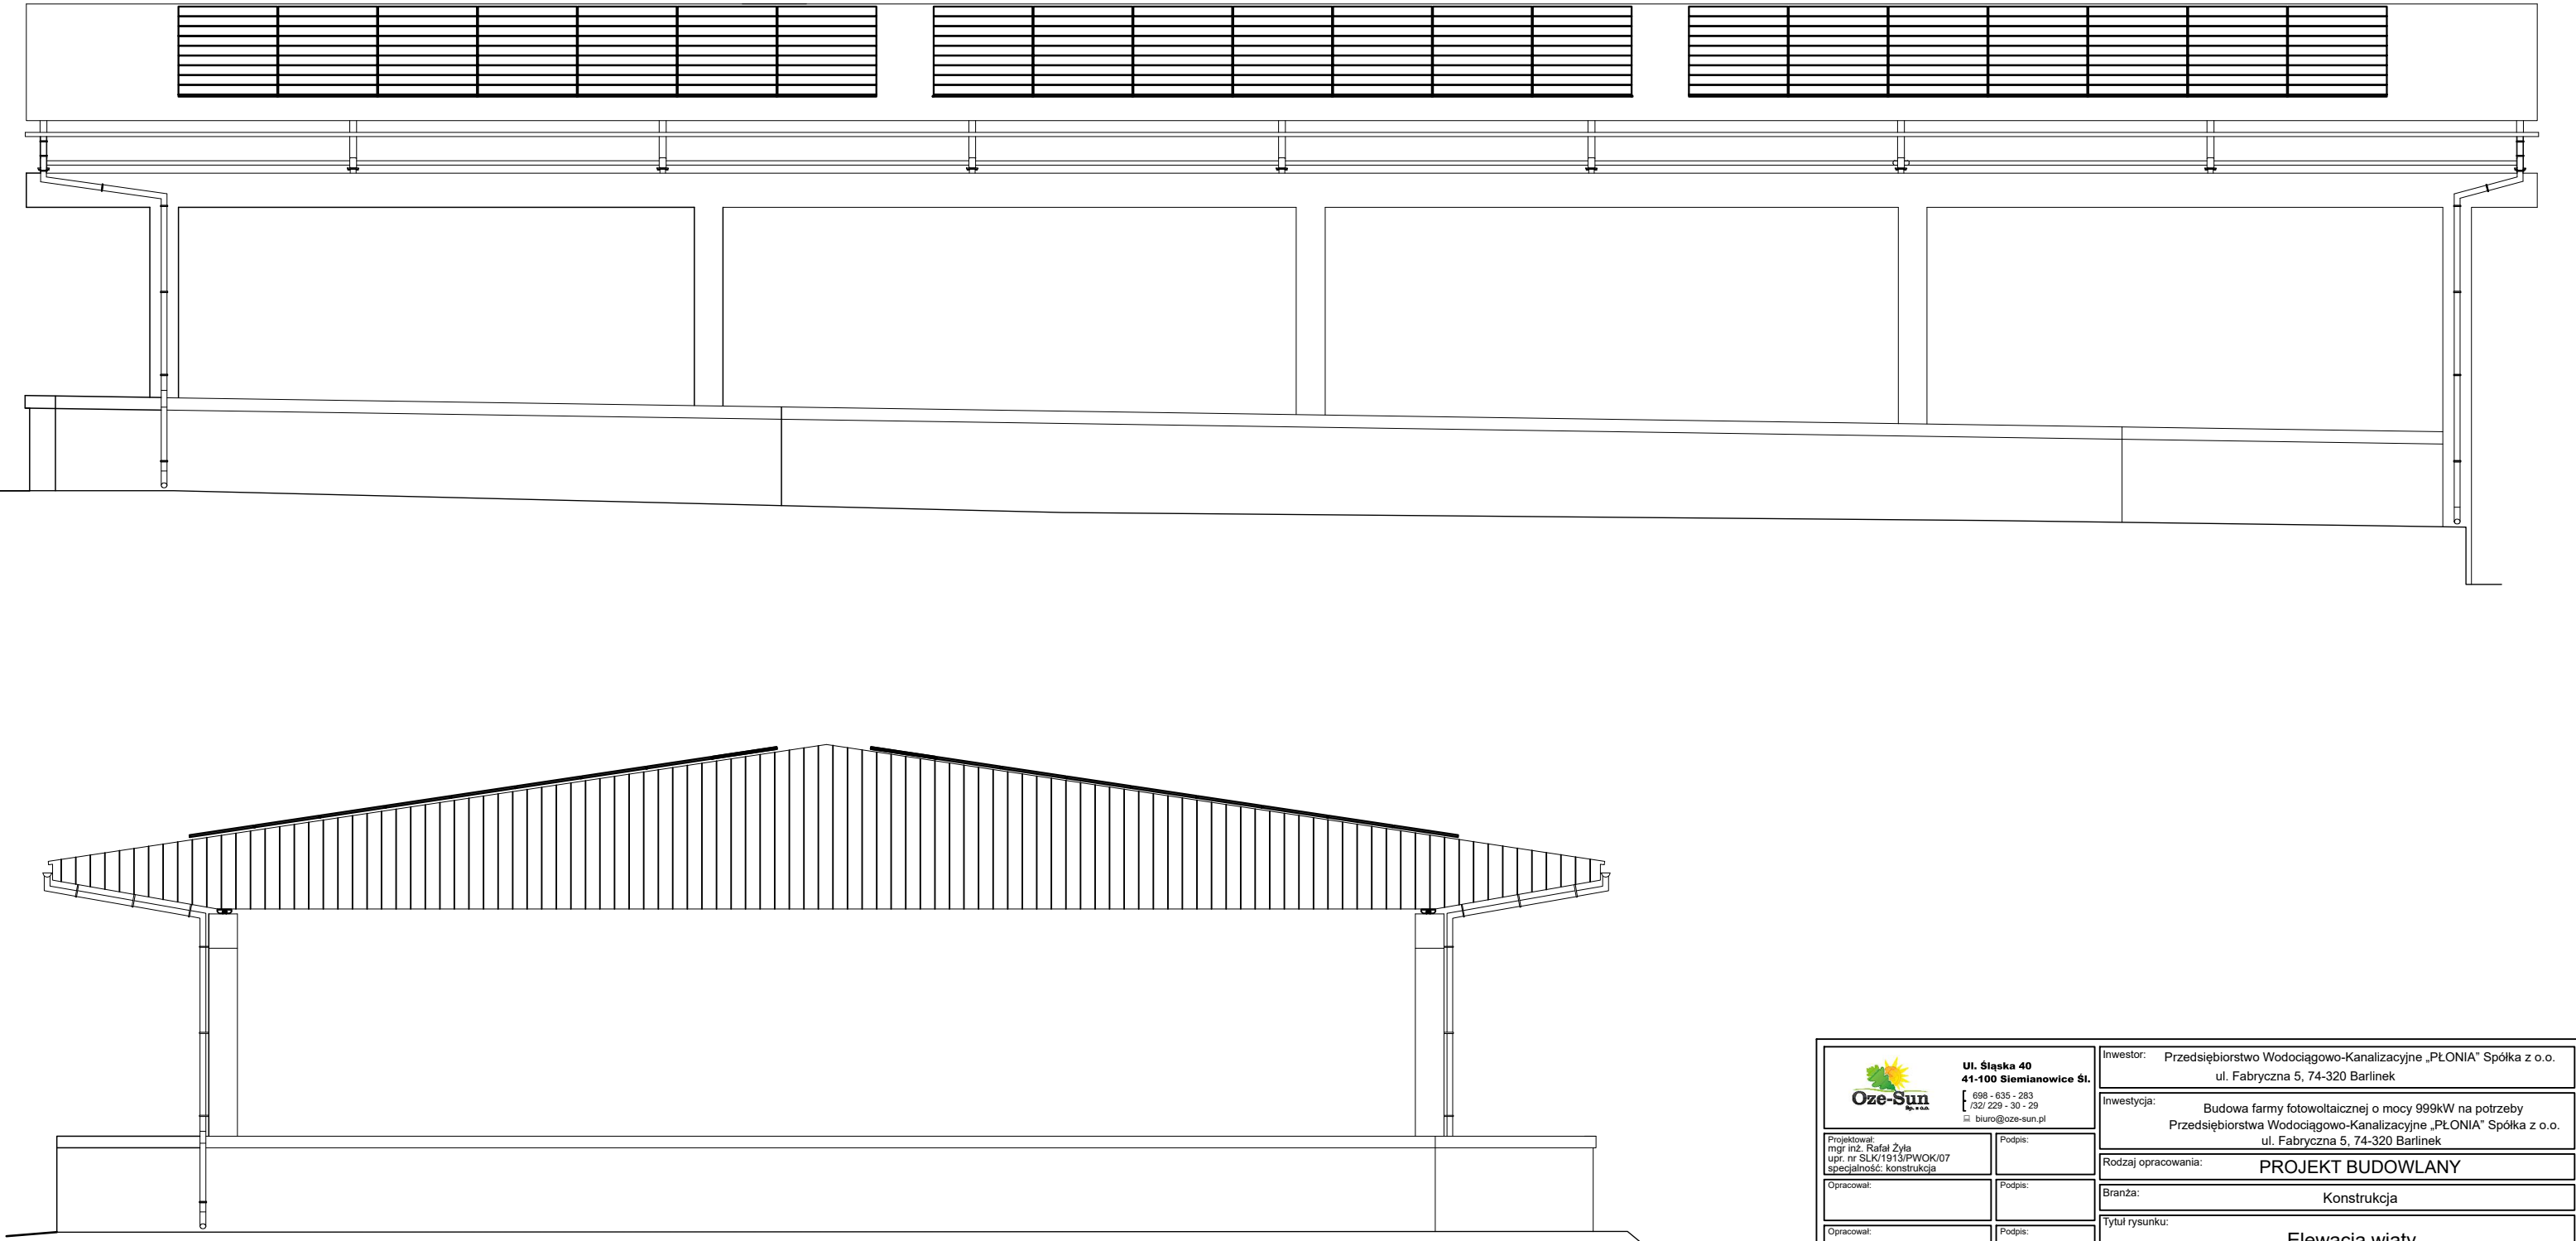 Oze-Sun
Sp. z o.o.
Ul. Śląska 40
41-100 Siemianowice Śl.
698 - 635 - 283
/32/ 229 - 30 - 29
biuro@oze-sun.pl
Inwestor: Przedsiębiorstwo Wodociągowo-Kanalizacyjne „PŁONIA” Spółka z o.o.
ul. Fabryczna 5, 74-320 Barlinek
Inwestycja:
Budowa farmy fotowoltaicznej o mocy 999kW na potrzeby
Przedsiębiorstwa Wodociągowo-Kanalizacyjne „PŁONIA” Spółka z o.o.
ul. Fabryczna 5, 74-320 Barlinek
Projektował:
mgr inż. Rafał Żyła
upr. nr SLK/1913/PWOK/07
specjalność: konstrukcja
Podpis:
Rodzaj opracowania: PROJEKT BUDOWLANY
Opracował:
Podpis:
Branża: Konstrukcja
Opracował:
Podpis:
Tytuł rysunku:
Elewacja wiaty